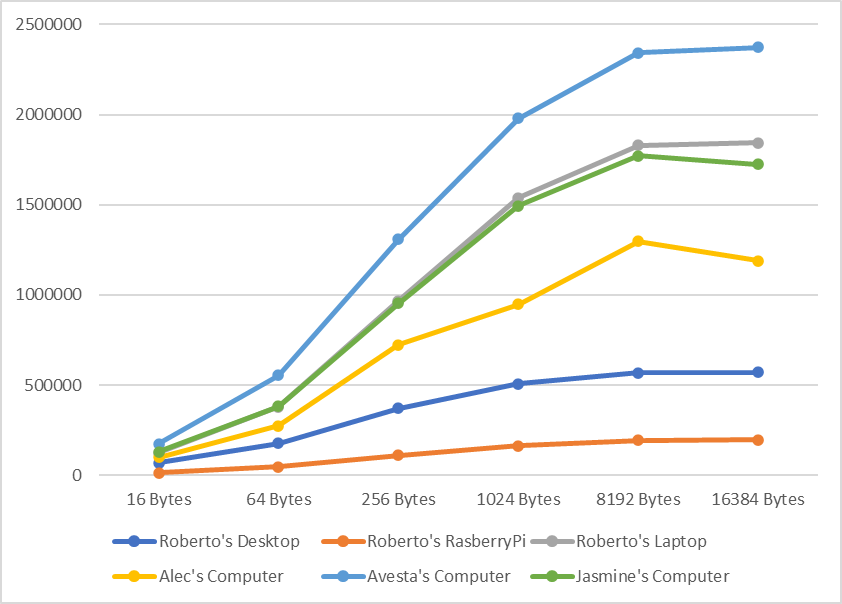 2500000
2000000
1500000
1000000
500000
0
16 Bytes 64 Bytes 256 Bytes 1024 Bytes 8192 Bytes 16384 Bytes
Roberto's Desktop Roberto's RasberryPi Roberto's Laptop
Alec's Computer Avesta's Computer Jasmine's Computer